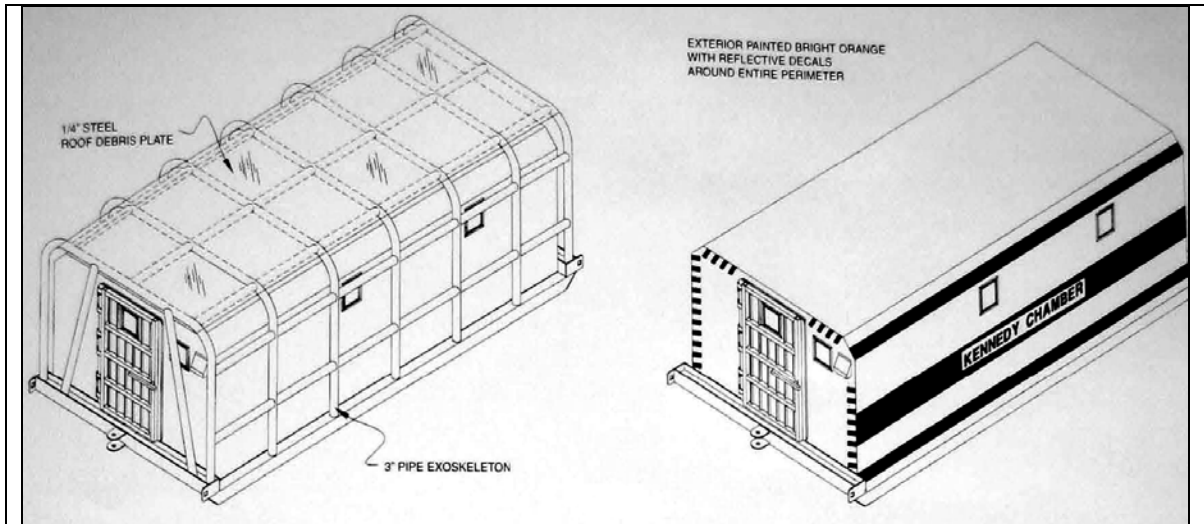 1/4" STEEL
ROOF DEBRIS PLATE
3" PIPE EXOSKELETON
EXTERIOR PAINTED BRIGHT ORANGE
WITH REFLECTIVE DECALS
AROUND ENTIRE PERIMETER
KENNEDY CHAMBER